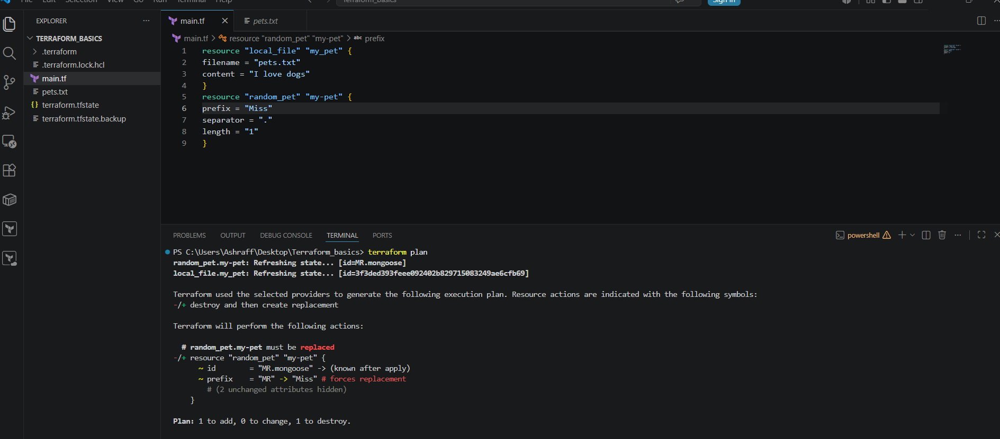 File Edit Selection View Go Run Terminal Help
Terraform_basics
Sign in
EXPLORER
TERRAFORM_BASICS
.terraform
.terraform.lock.hcl
main.tf
pets.txt
terraform.tfstate
terraform.tfstate.backup
main.tf
pets.txt
main.tf > resource "random_pet" "my-pet" > abc prefix
1 resource "local_file" "my_pet" {
2 filename = "pets.txt"
3 content = "I love dogs"
4 }
5 resource "random_pet" "my-pet" {
6 prefix = "Miss"
7 separator = "."
8 length = "1"
9 }
PROBLEMS OUTPUT DEBUG CONSOLE TERMINAL PORTS
powershell
PS C:\Users\Ashraff\Desktop\Terraform_basics> terraform plan
random_pet.my-pet: Refreshing state... [id=MR.mongoose]
local_file.my_pet: Refreshing state... [id=3f3ded393feee092402b829715083249ae6cfb69]
Terraform used the selected providers to generate the following execution plan. Resource actions are indicated with the following symbols:
-/+ destroy and then create replacement
Terraform will perform the following actions:
# random_pet.my-pet must be replaced
-/+ resource "random_pet" "my-pet" {
~ id = "MR.mongoose" -> (known after apply)
~ prefix = "MR" -> "Miss" # forces replacement
# (2 unchanged attributes hidden)
}
Plan: 1 to add, 0 to change, 1 to destroy.